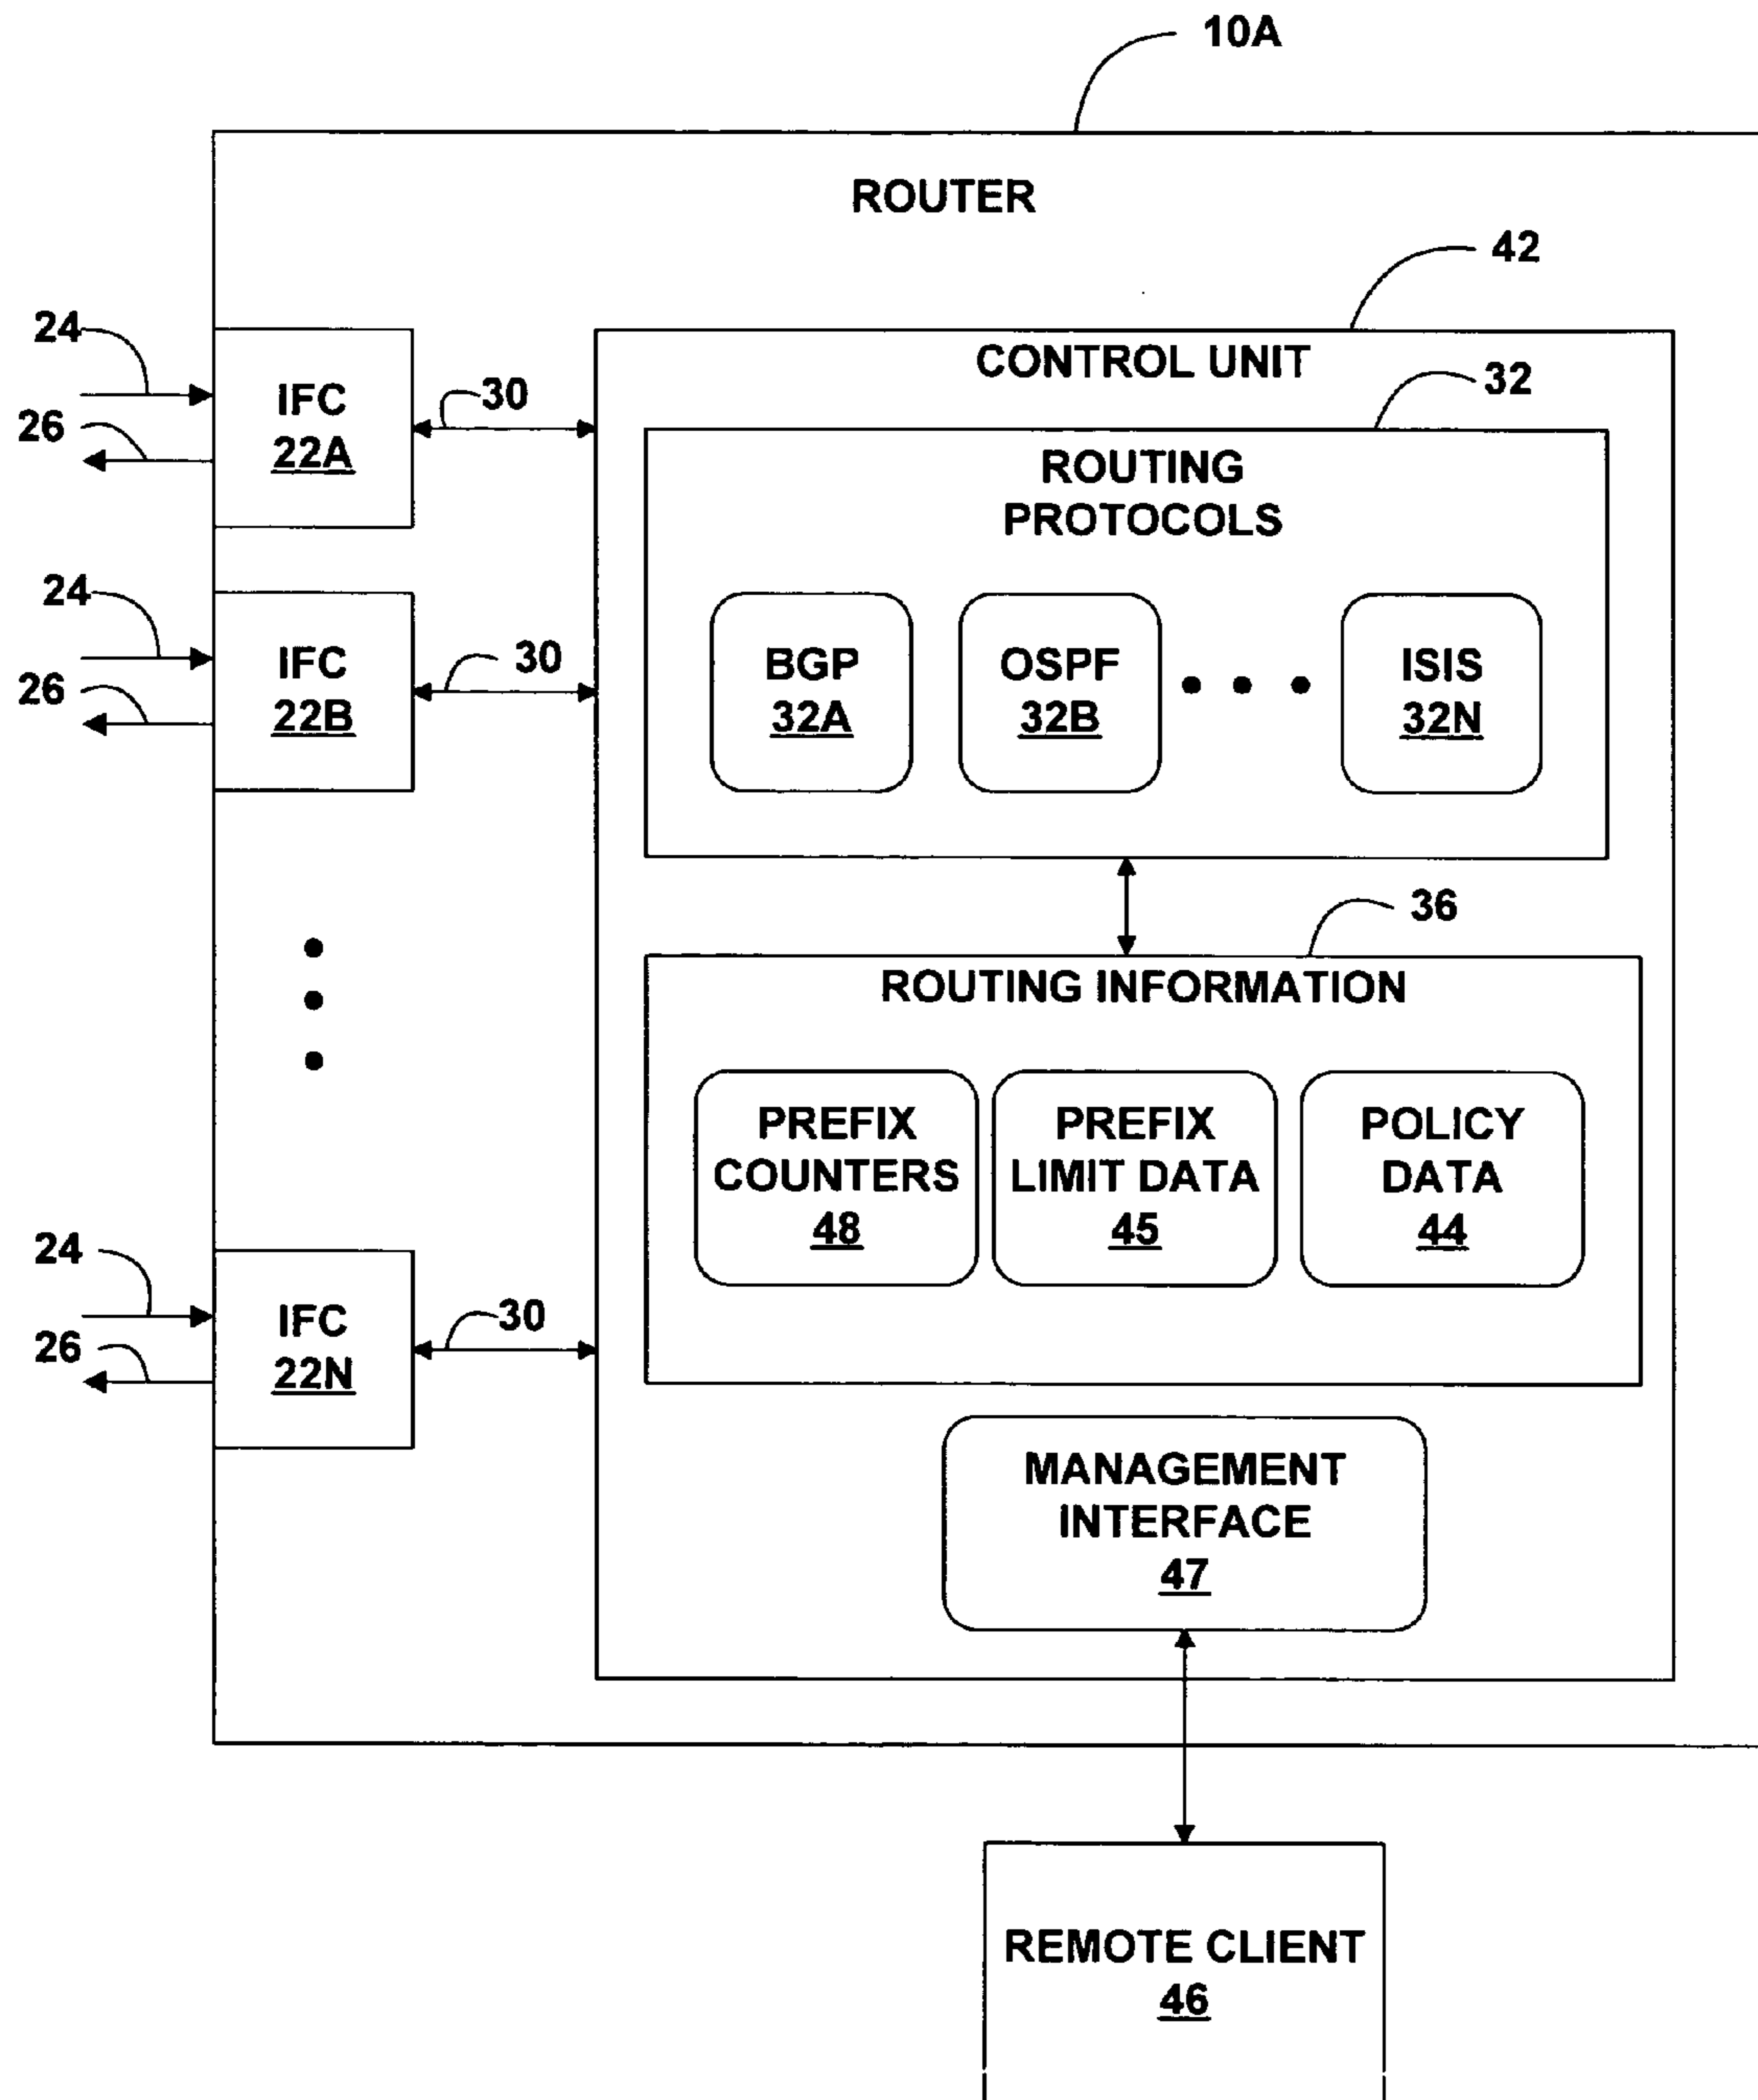 10A
ROUTER
42
CONTROL UNIT
32
24
26
IFC
22A
30
ROUTING
PROTOCOLS
24
26
IFC
22B
30
BGP
32A
OSPF
32B
ISIS
32N
36
ROUTING INFORMATION
PREFIX
COUNTERS
48
PREFIX
LIMIT DATA
45
POLICY
DATA
44
24
26
IFC
22N
30
MANAGEMENT
INTERFACE
47
REMOTE CLIENT
46